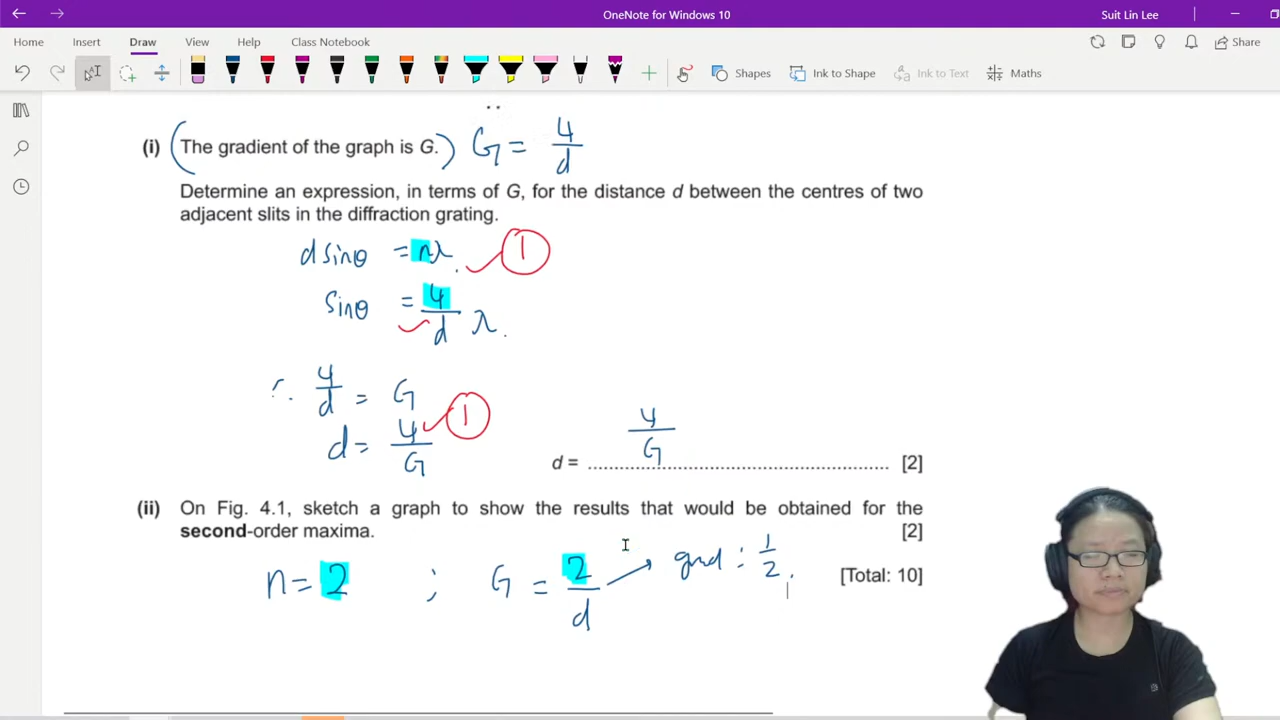 OneNote for Windows 10
Suit Lin Lee
Home Insert Draw View Help Class Notebook
Share
Shapes Ink to Shape Ink to Text Maths
(i) (The gradient of the graph is G.) G = 4/d
Determine an expression, in terms of G, for the distance d between the centres of two
adjacent slits in the diffraction grating.
d sinθ = nλ. ✓ 1
sinθ = 4/d λ.
∴ 4/d = G
d = 4/G ✓ 1
4/G
d = ........ [2]
(ii) On Fig. 4.1, sketch a graph to show the results that would be obtained for the
second-order maxima. [2]
n = 2 ; G = 2/d → grad : 1/2.
[Total: 10]